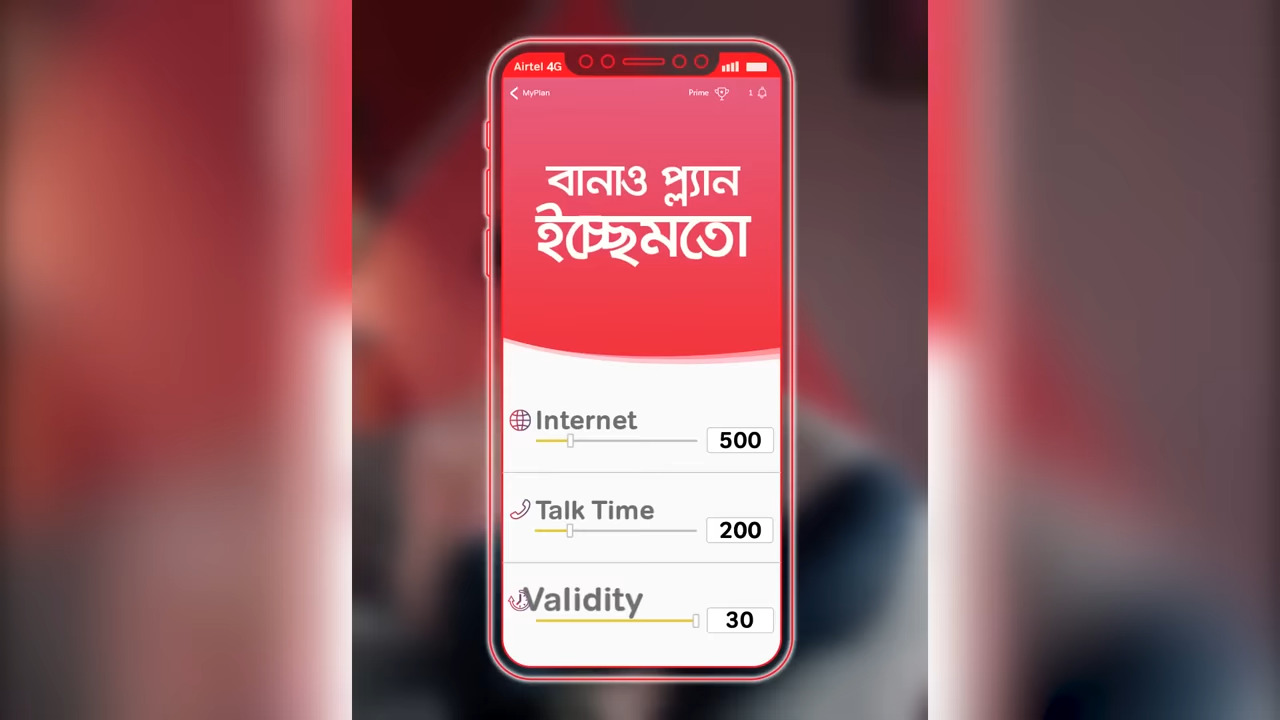 Airtel 4G
MyPlan Prime 1
বানাও প্ল্যান
ইচ্ছেমতো
Internet
500
Talk Time
200
Validity
30